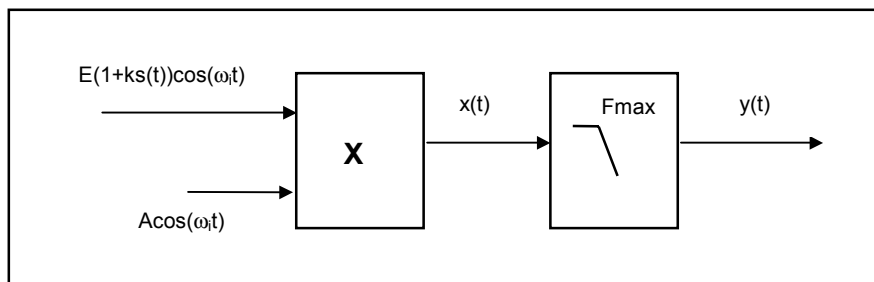 E(1+ks(t))cos(ωᵢt)
x(t)
Fmax
y(t)
X
Acos(ωᵢt)